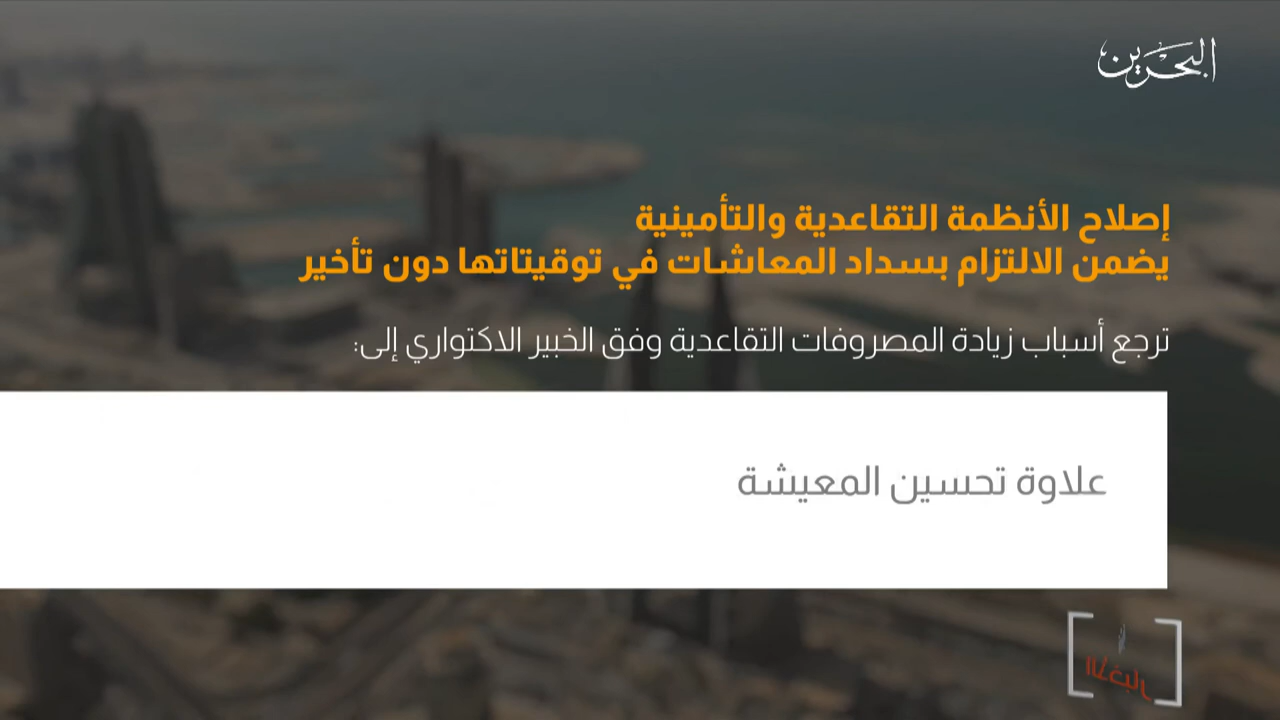 البحرين
إصلاح الأنظمة التقاعدية والتأمينية
يضمن الالتزام بسداد المعاشات في توقيتاتها دون تأخير
ترجع أسباب زيادة المصروفات التقاعدية وفق الخبير الاكتواري إلى:
علاوة تحسين المعيشة